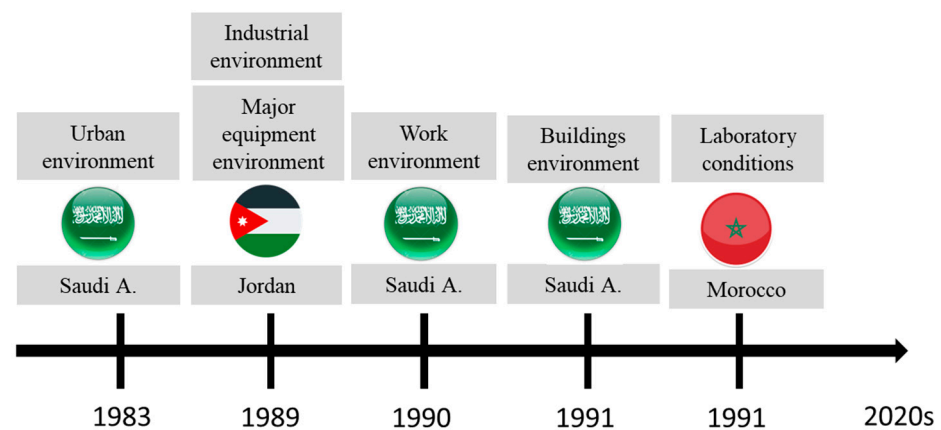 Industrial
environment
Major
equipment
environment
Urban
environment
Work
environment
Buildings
environment
Laboratory
conditions
Saudi A.
Jordan
Saudi A.
Saudi A.
Morocco
1983
1989
1990
1991
1991
2020s